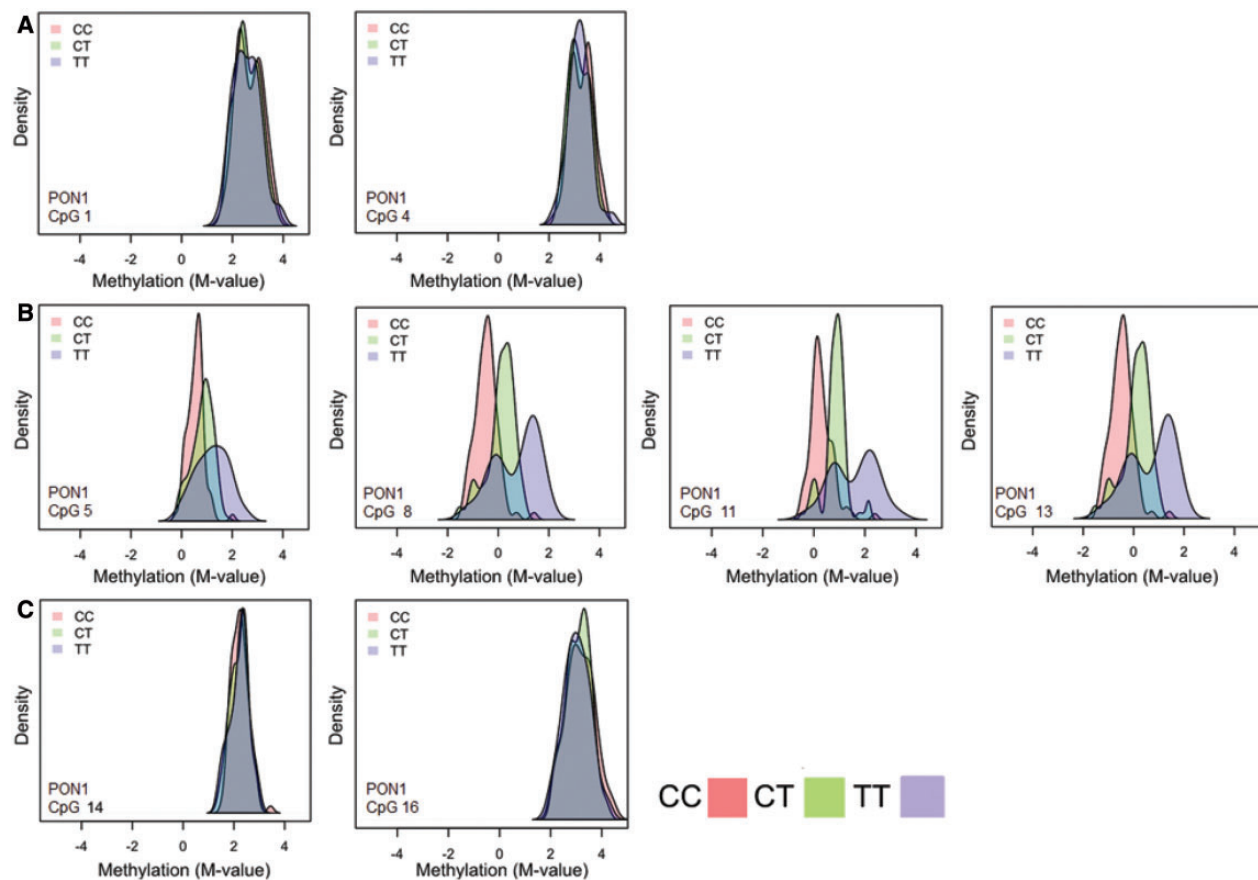 A
CC
CT
TT
Density
PON1
CpG 1
-4 -2 0 2 4
Methylation (M-value)
CC
CT
TT
Density
PON1
CpG 4
-4 -2 0 2 4
Methylation (M-value)
B
CC
CT
TT
Density
PON1
CpG 5
-4 -2 0 2 4
Methylation (M-value)
CC
CT
TT
Density
PON1
CpG 8
-4 -2 0 2 4
Methylation (M-value)
CC
CT
TT
Density
PON1
CpG 11
-4 -2 0 2 4
Methylation (M-value)
CC
CT
TT
Density
PON1
CpG 13
-4 -2 0 2 4
Methylation (M-value)
C
CC
CT
TT
Density
PON1
CpG 14
-4 -2 0 2 4
Methylation (M-value)
CC
CT
TT
Density
PON1
CpG 16
-4 -2 0 2 4
Methylation (M-value)
CC CT TT